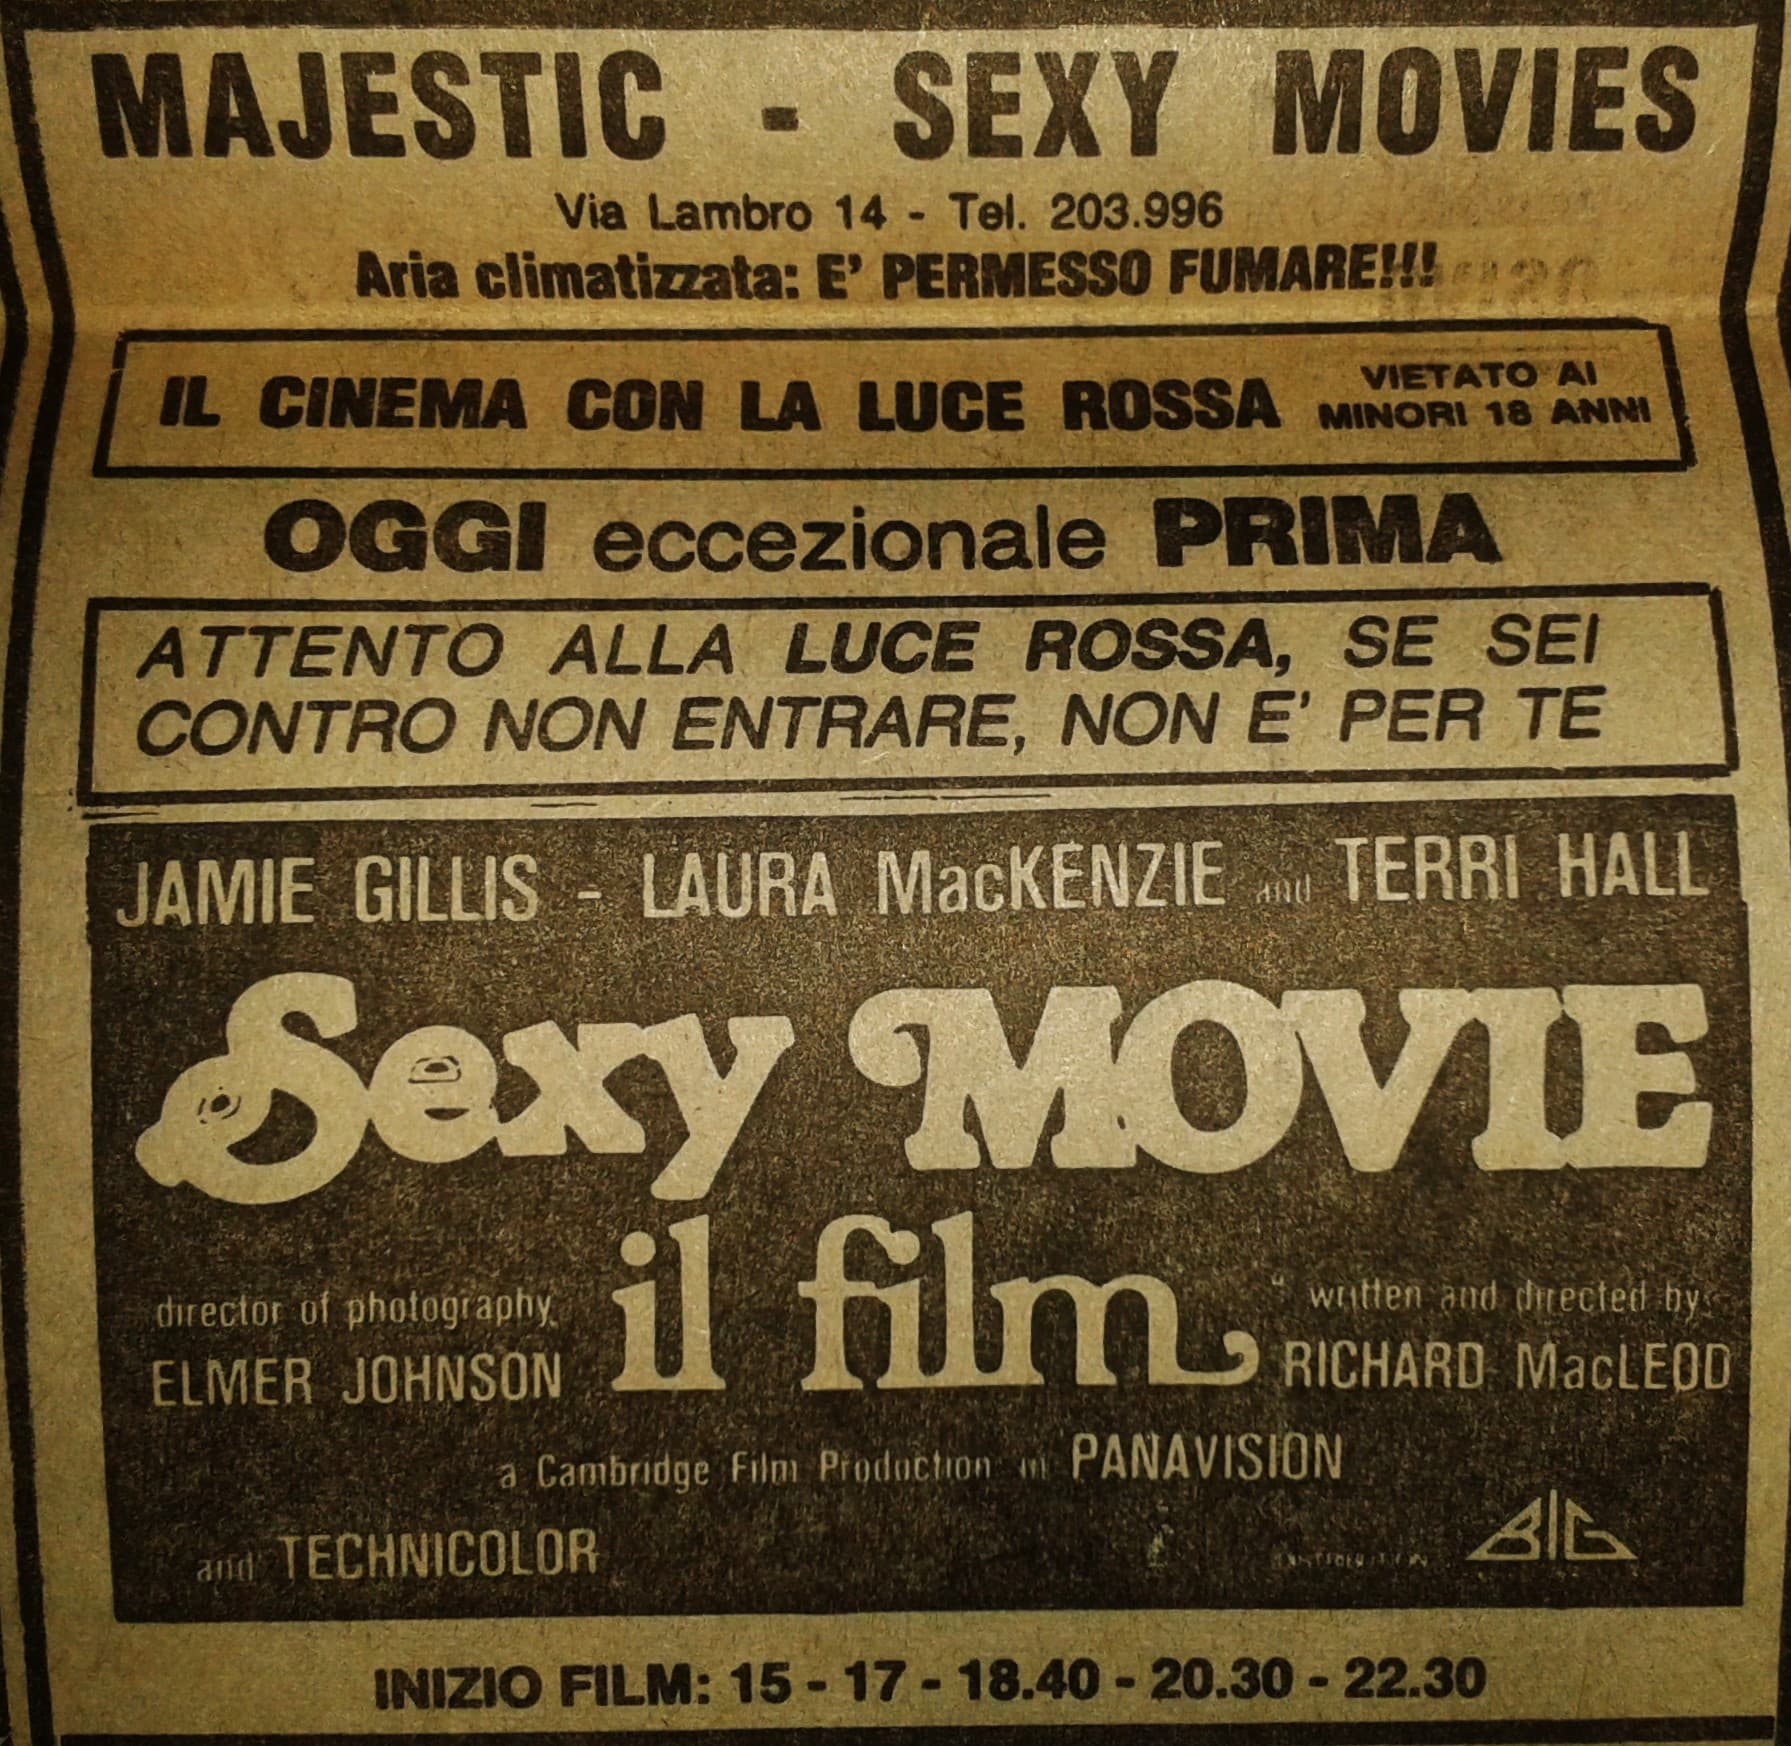 MAJESTIC - SEXY MOVIES
Via Lambro 14 - Tel. 203.996
Aria climatizzata: E' PERMESSO FUMARE!!!
IL CINEMA CON LA LUCE ROSSA
VIETATO AI
MINORI 18 ANNI
OGGI eccezionale PRIMA
ATTENTO ALLA LUCE ROSSA, SE SEI
CONTRO NON ENTRARE, NON E' PER TE
JAMIE GILLIS - LAURA MacKENZIE and TERRI HALL
Sexy MOVIE
il film
director of photography
ELMER JOHNSON
written and directed by
RICHARD MacLEOD
a Cambridge Film Production in PANAVISION
and TECHNICOLOR
BIG
INIZIO FILM: 15 - 17 - 18.40 - 20.30 - 22.30